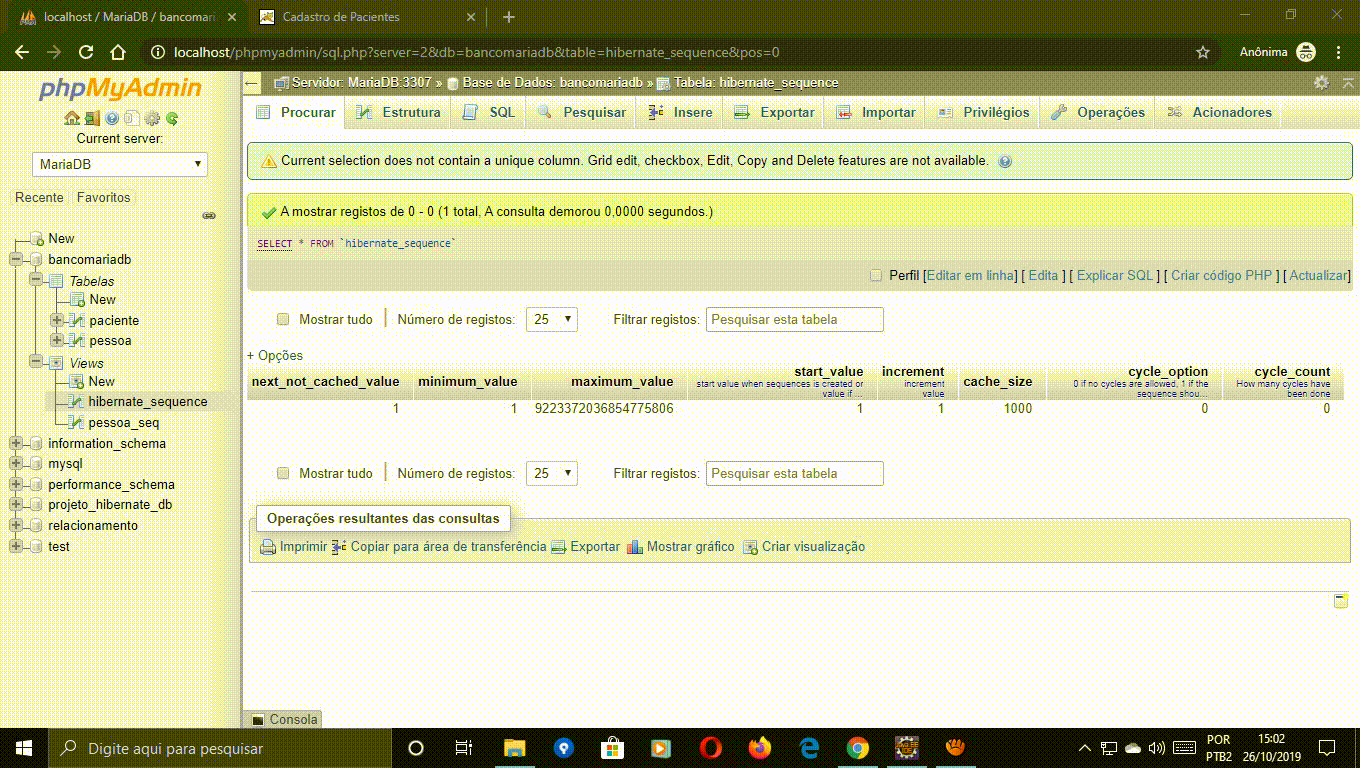 localhost / MariaDB / bancomari
Cadastro de Pacientes
localhost/phpmyadmin/sql.php?server=2&db=bancomariadb&table=hibernate_sequence&pos=0
Anônima
phpMyAdmin
Current server:
MariaDB
Recente Favoritos
New
bancomariadb
Tabelas
New
paciente
pessoa
Views
New
hibernate_sequence
pessoa_seq
information_schema
mysql
performance_schema
projeto_hibernate_db
relacionamento
test
Servidor: MariaDB:3307 » Base de Dados: bancomariadb » Tabela: hibernate_sequence
Procurar Estrutura SQL Pesquisar Insere Exportar Importar Privilégios Operações Acionadores
Current selection does not contain a unique column. Grid edit, checkbox, Edit, Copy and Delete features are not available.
A mostrar registos de 0 - 0 (1 total, A consulta demorou 0,0000 segundos.)
SELECT * FROM `hibernate_sequence`
Perfil [Editar em linha] [ Edita ] [ Explicar SQL ] [ Criar código PHP ] [ Actualizar]
Mostrar tudo Número de registos: 25 Filtrar registos: Pesquisar esta tabela
+ Opções
next_not_cached_value minimum_value maximum_value start_value increment cache_size cycle_option cycle_count
start value when sequences is created or value if ... increment value 0 if no cycles are allowed, 1 if the sequence shou... How many cycles have been done
1 1 9223372036854775806 1 1 1000 0 0
Mostrar tudo Número de registos: 25 Filtrar registos: Pesquisar esta tabela
Operações resultantes das consultas
Imprimir Copiar para área de transferência Exportar Mostrar gráfico Criar visualização
Consola
Digite aqui para pesquisar
POR
PTB2
15:02
26/10/2019